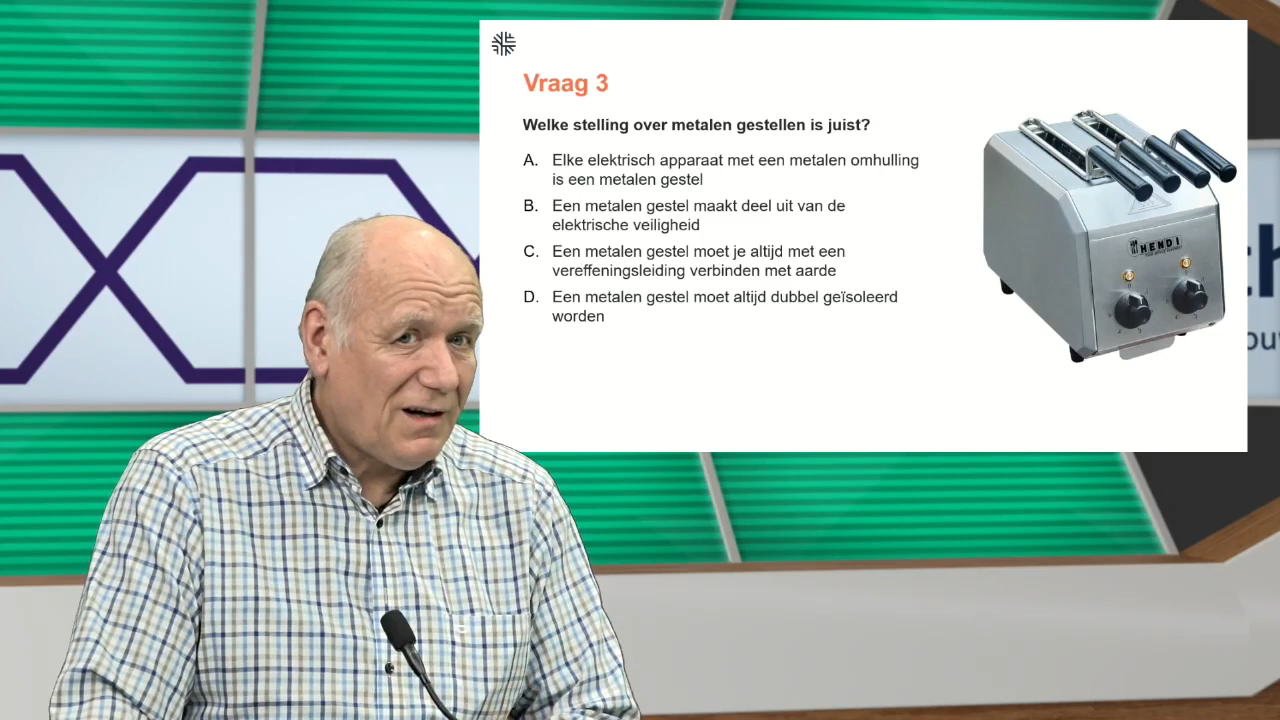 Vraag 3
Welke stelling over metalen gestellen is juist?
A. Elke elektrisch apparaat met een metalen omhulling
is een metalen gestel
B. Een metalen gestel maakt deel uit van de
elektrische veiligheid
C. Een metalen gestel moet je altijd met een
vereffeningsleiding verbinden met aarde
D. Een metalen gestel moet altijd dubbel geïsoleerd
worden
HENDI